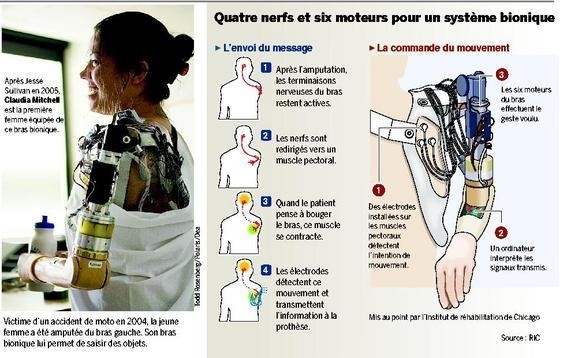 Quatre nerfs et six moteurs pour un système bionique
Après Jesse
Sullivan en 2005,
Claudia Mitchell
est la première
femme équipée de
ce bras bionique.
Todd Rosenberg/Polaris/Dea
Victime d'un accident de moto en 2004, la jeune
femme a été amputée du bras gauche. Son bras
bionique lui permet de saisir des objets.
L'envoi du message
1 Après l'amputation,
les terminaisons
nerveuses du bras
restent actives.
2 Les nerfs sont
redirigés vers un
muscle pectoral.
3 Quand le patient
pense à bouger
le bras, ce muscle
se contracte.
4 Les électrodes
détectent ce
mouvement et
transmettent
l'information à la
prothèse.
La commande du mouvement
3
Les six moteurs
du bras
effectuent le
geste voulu.
1
Des électrodes
installées sur
les muscles
pectoraux
détectent
l'intention de
mouvement.
2
Un ordinateur
interprète les
signaux transmis.
Mis au point par l'Institut de réhabilitation de Chicago
Source : RIC